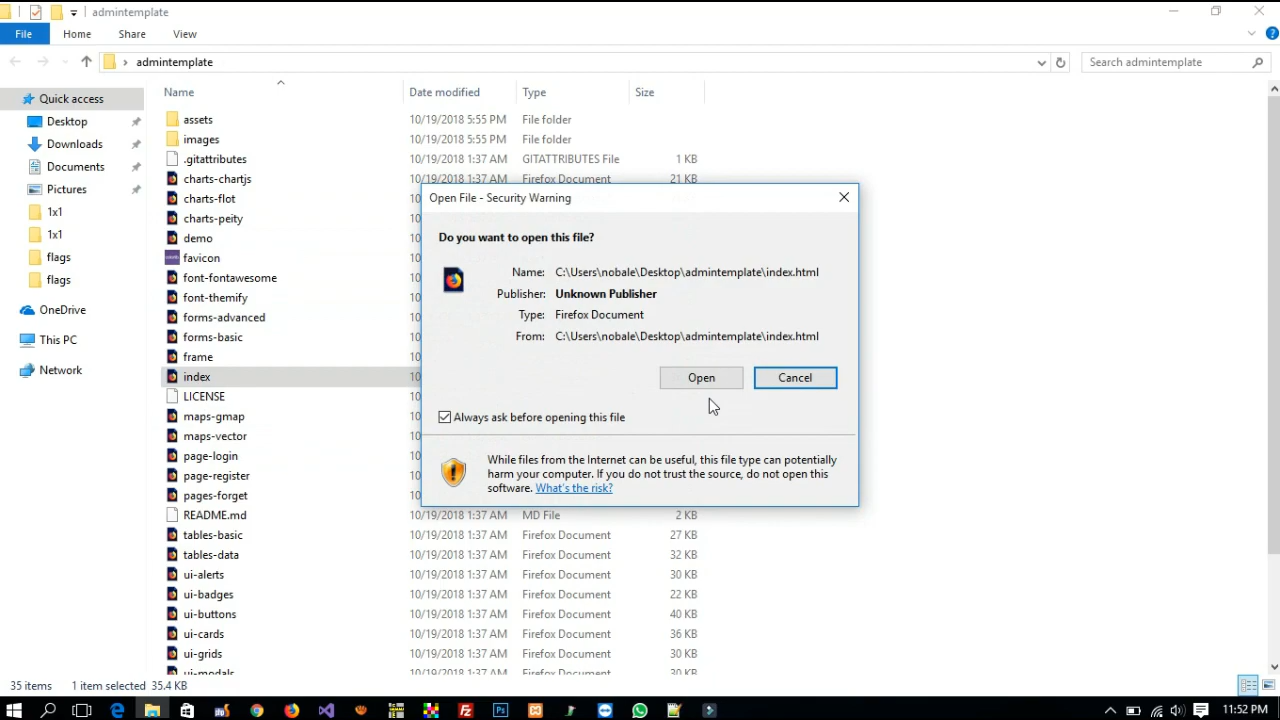 admintemplate
File Home Share View
admintemplate
Search admintemplate
Name Date modified Type Size
Quick access
Desktop
Downloads
Documents
Pictures
1x1
1x1
flags
flags
OneDrive
This PC
Network
assets 10/19/2018 5:55 PM File folder
images 10/19/2018 5:55 PM File folder
.gitattributes 10/19/2018 1:37 AM GITATTRIBUTES File 1 KB
charts-chartjs 10/19/2018 1:37 AM Firefox Document 21 KB
charts-flot
charts-peity
demo
favicon
font-fontawesome
font-themify
forms-advanced
forms-basic
frame
index
LICENSE
maps-gmap
maps-vector
page-login
page-register
pages-forget
README.md 10/19/2018 1:37 AM MD File 2 KB
tables-basic 10/19/2018 1:37 AM Firefox Document 27 KB
tables-data 10/19/2018 1:37 AM Firefox Document 32 KB
ui-alerts 10/19/2018 1:37 AM Firefox Document 30 KB
ui-badges 10/19/2018 1:37 AM Firefox Document 22 KB
ui-buttons 10/19/2018 1:37 AM Firefox Document 40 KB
ui-cards 10/19/2018 1:37 AM Firefox Document 36 KB
ui-grids 10/19/2018 1:37 AM Firefox Document 30 KB
ui-modals 10/19/2018 1:37 AM Firefox Document 30 KB
Open File - Security Warning
Do you want to open this file?
Name: C:\Users\nobale\Desktop\admintemplate\index.html
Publisher: Unknown Publisher
Type: Firefox Document
From: C:\Users\nobale\Desktop\admintemplate\index.html
Open Cancel
Always ask before opening this file
While files from the Internet can be useful, this file type can potentially
harm your computer. If you do not trust the source, do not open this
software. What's the risk?
35 items 1 item selected 35.4 KB
11:52 PM